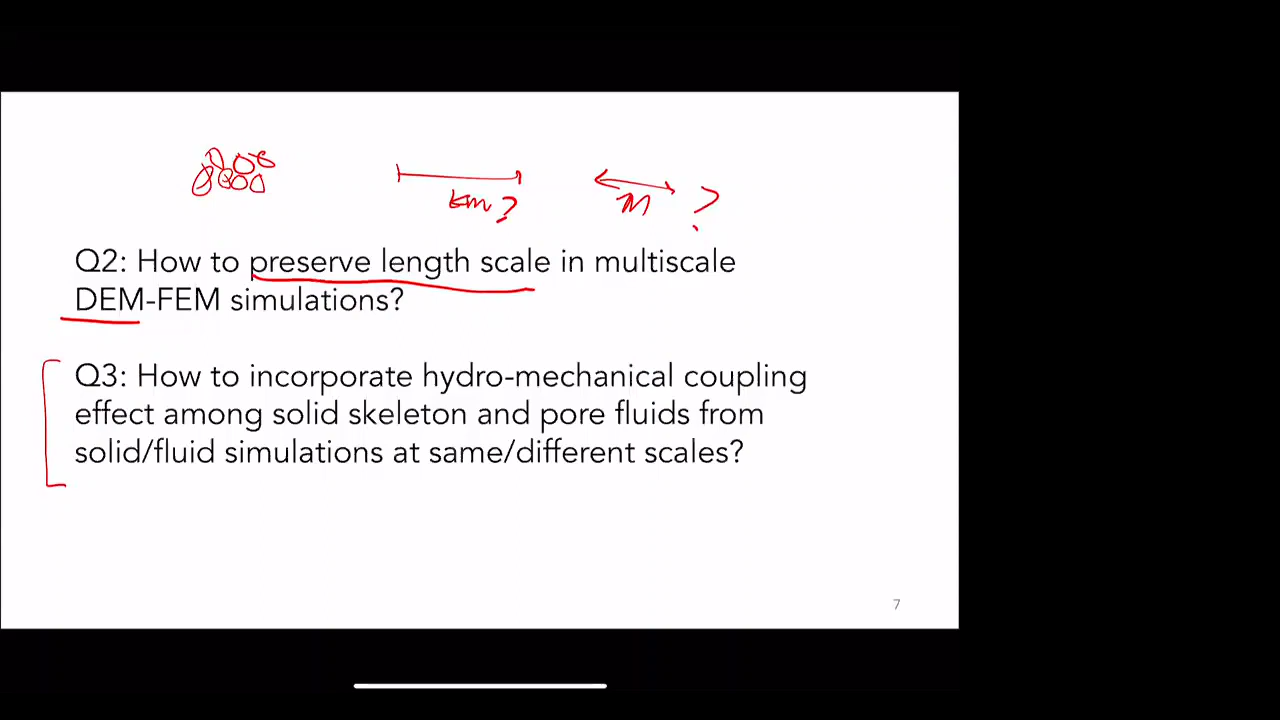 km? M ?
Q2: How to preserve length scale in multiscale
DEM-FEM simulations?
Q3: How to incorporate hydro-mechanical coupling
effect among solid skeleton and pore fluids from
solid/fluid simulations at same/different scales?
7